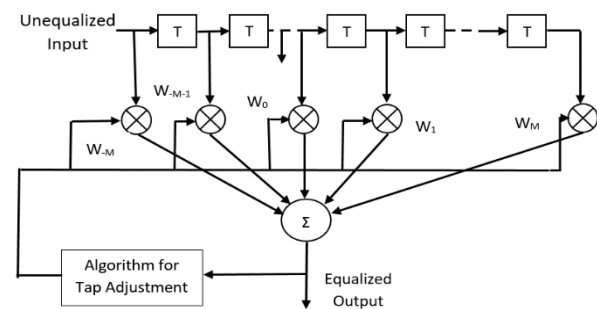 Unequalized
Input
T
T
T
T
T
W-M-1
W0
W-M
W1
WM
Σ
Algorithm for
Tap Adjustment
Equalized
Output